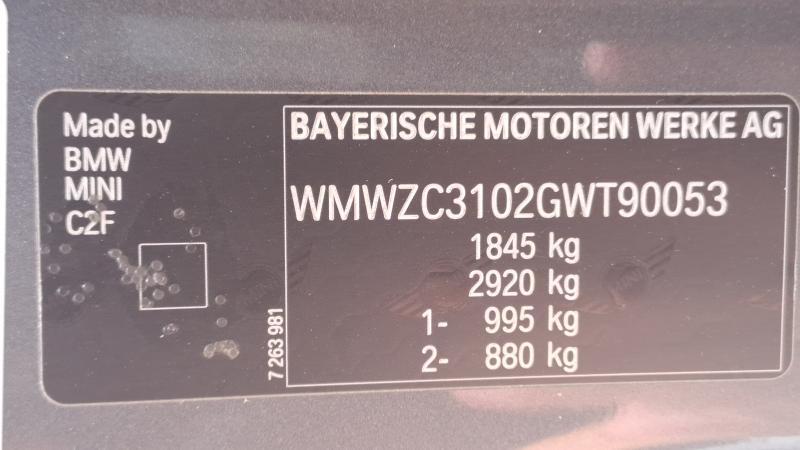 Made by
BMW
MINI
C2F
7 263 981
BAYERISCHE MOTOREN WERKE AG
WMWZC3102GWT90053
1845 kg
2920 kg
1- 995 kg
2- 880 kg